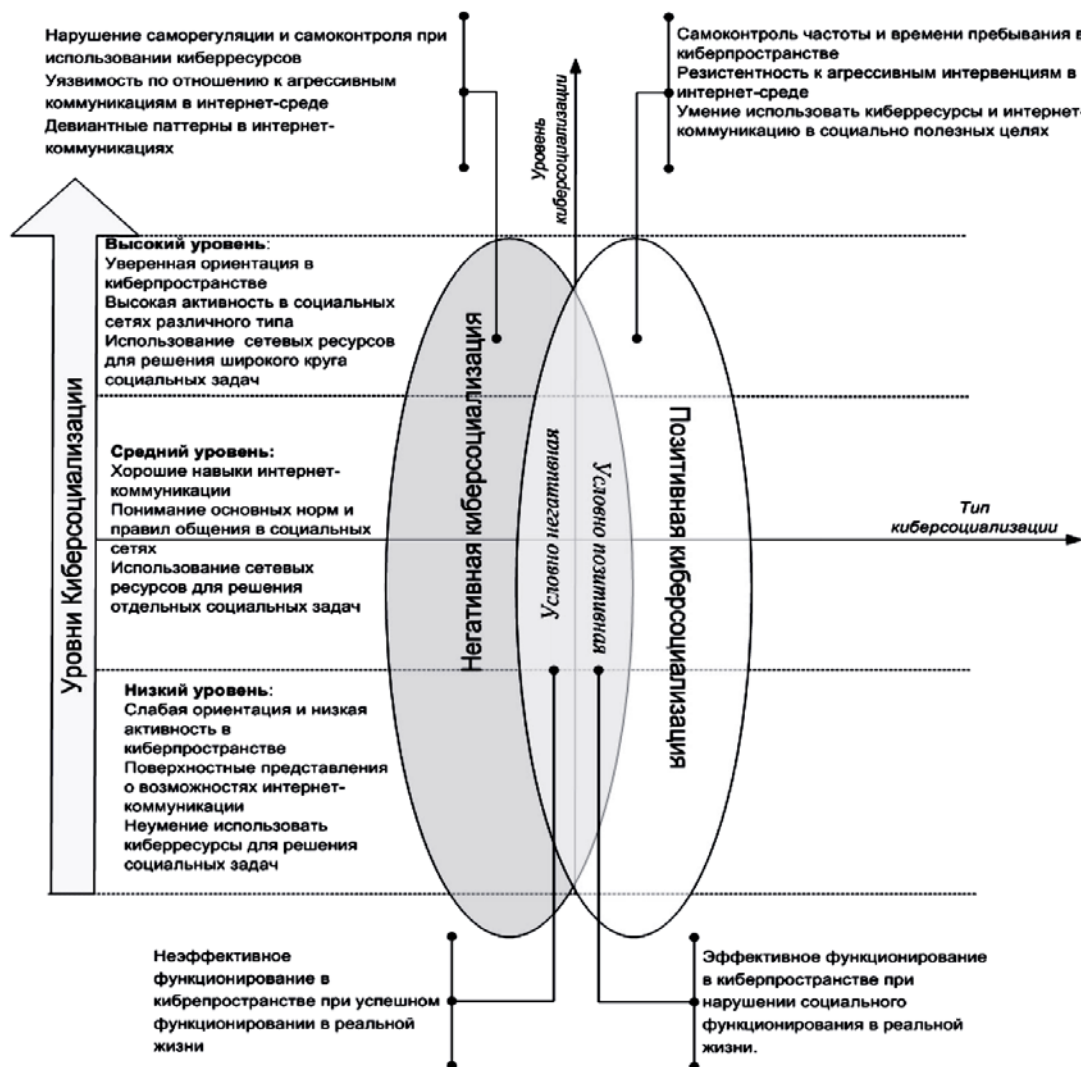 Нарушение саморегуляции и самоконтроля при
использовании киберресурсов
Уязвимость по отношению к агрессивным
коммуникациям в интернет-среде
Девиантные паттерны в интернет-
коммуникациях
Самоконтроль частоты и времени пребывания в
киберпространстве
Резистентность к агрессивным интервенциям в
интернет-среде
Умение использовать киберресурсы и интернет-
коммуникацию в социально полезных целях
Уровень
киберсоциализации
Уровни Киберсоциализации
Высокий уровень:
Уверенная ориентация в
киберпространстве
Высокая активность в социальных
сетях различного типа
Использование сетевых ресурсов
для решения широкого круга
социальных задач
Средний уровень:
Хорошие навыки интернет-
коммуникации
Понимание основных норм и
правил общения в социальных
сетях
Использование сетевых
ресурсов для решения
отдельных социальных задач
Низкий уровень:
Слабая ориентация и низкая
активность в
киберпространстве
Поверхностные представления
о возможностях интернет-
коммуникации
Неумение использовать
киберресурсы для решения
социальных задач
Негативная киберсоциализация
Условно негативная
Условно позитивная
Позитивная киберсоциализация
Тип
киберсоциализации
Неэффективное
функционирование в
кибрепространстве при успешном
функционировании в реальной
жизни
Эффективное функционирование
в киберпространстве при
нарушении социального
функционирования в реальной
жизни.